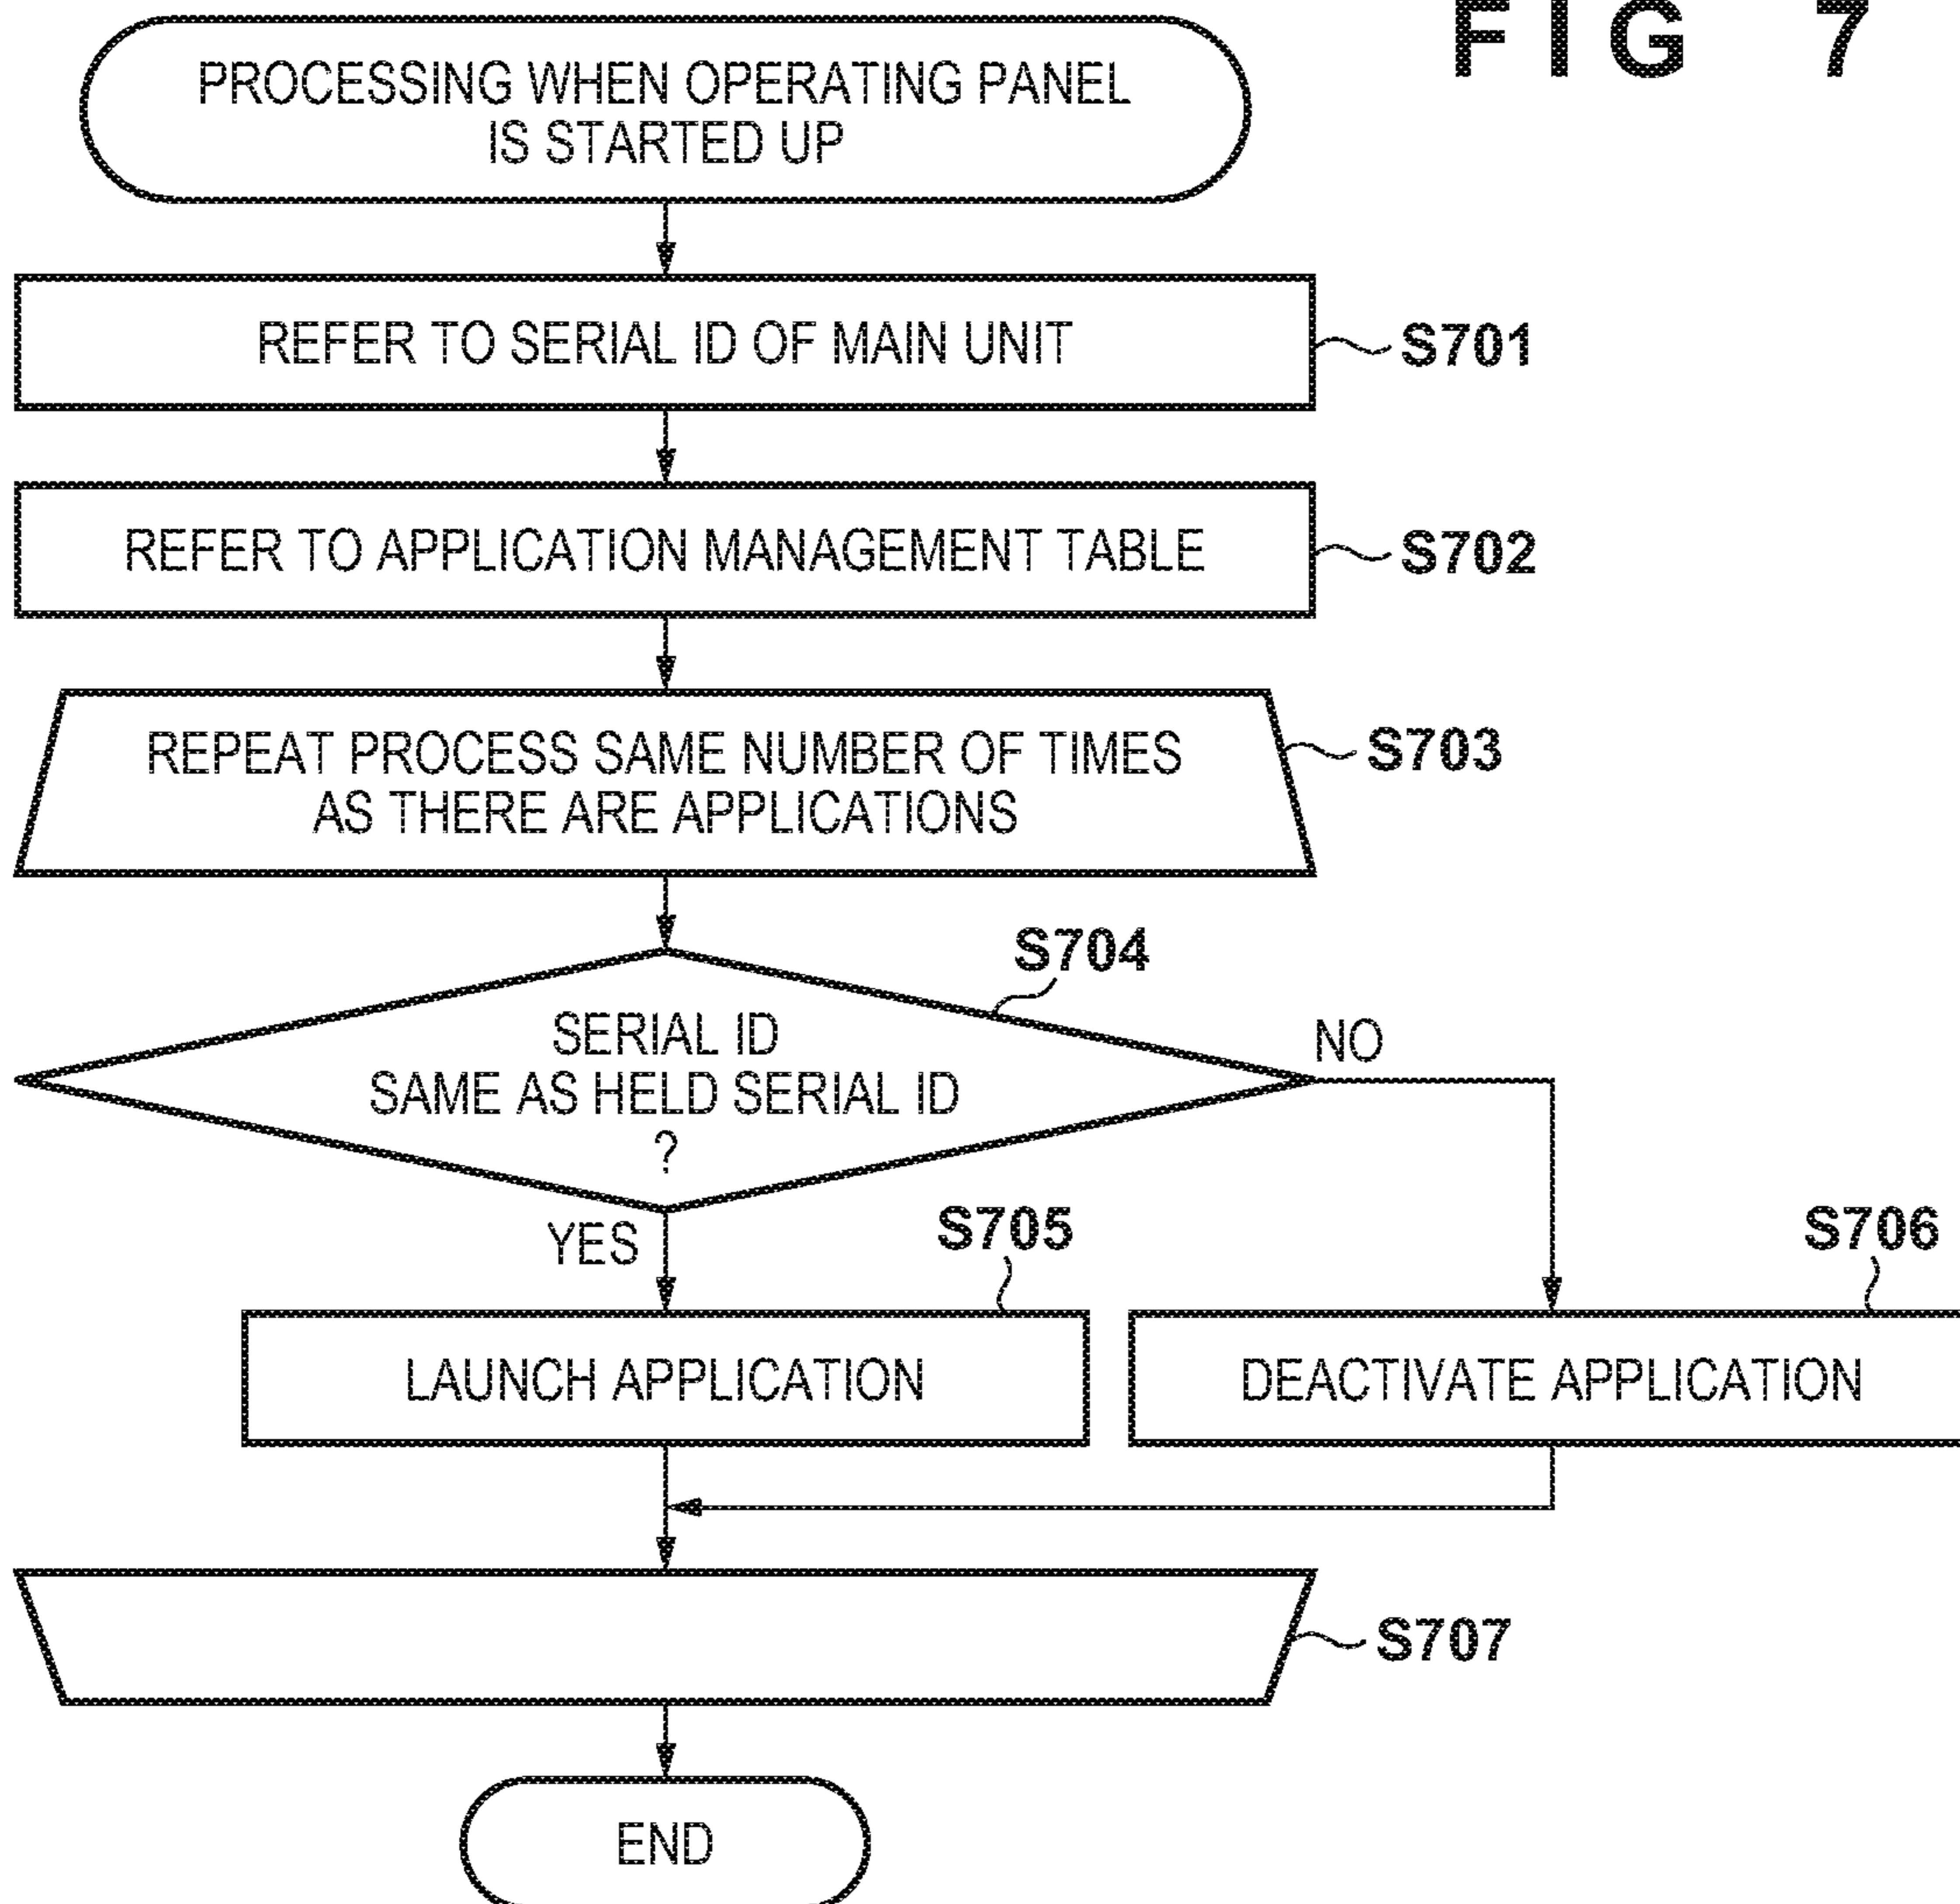 FIG 7
PROCESSING WHEN OPERATING PANEL
IS STARTED UP
REFER TO SERIAL ID OF MAIN UNIT
S701
REFER TO APPLICATION MANAGEMENT TABLE
S702
REPEAT PROCESS SAME NUMBER OF TIMES
AS THERE ARE APPLICATIONS
S703
S704
SERIAL ID
SAME AS HELD SERIAL ID
?
NO
YES
S705
S706
LAUNCH APPLICATION
DEACTIVATE APPLICATION
S707
END